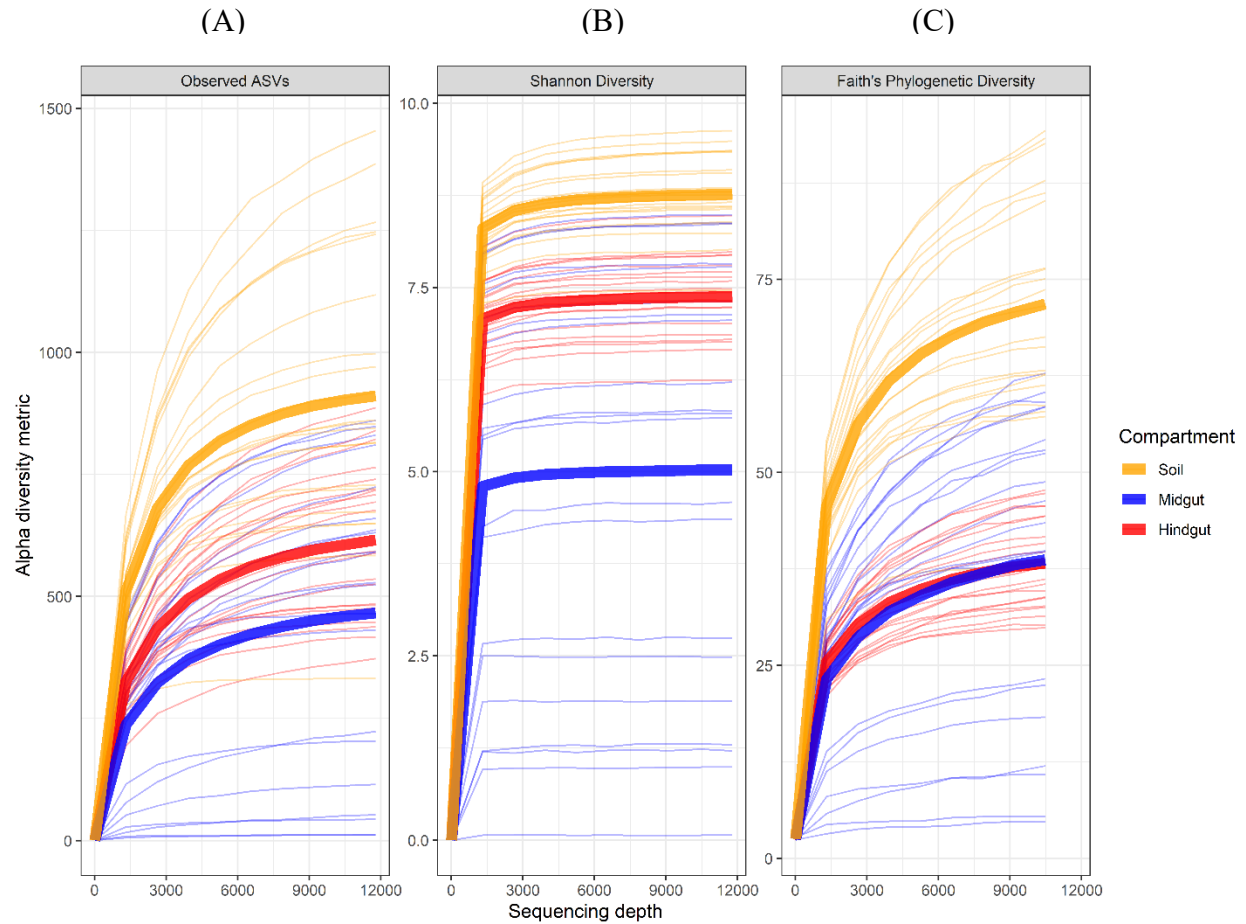 (A) (B) (C)
Observed ASVs Shannon Diversity Faith's Phylogenetic Diversity
Alpha diversity metric
1500
1000
500
0
10.0
7.5
5.0
2.5
0.0
75
50
25
0
0 3000 6000 9000 12000 0 3000 6000 9000 12000 0 3000 6000 9000 12000
Sequencing depth
Compartment
Soil
Midgut
Hindgut